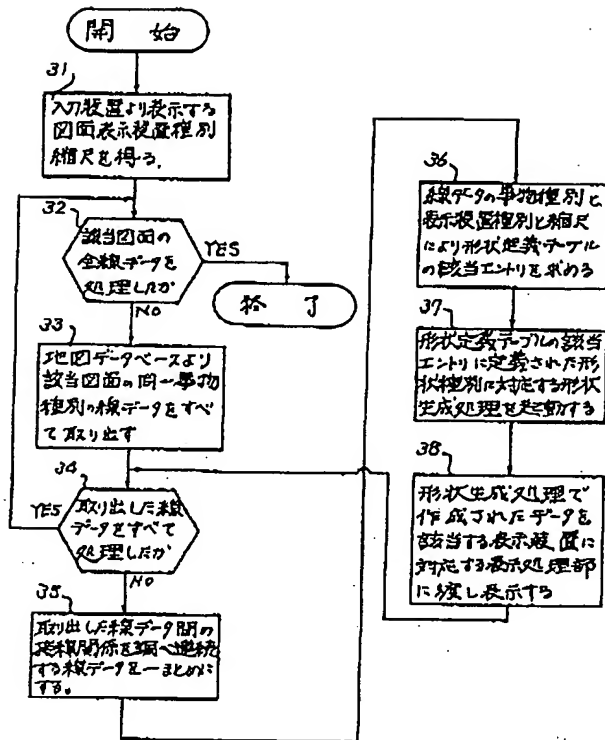 開 始
31
入力装置より表示する
図面表示装置種別
縮尺を得る.
32
該当図面の
全線データを
処理したか
YES
終 了
NO
33
地図データベースより
該当図面の同一事物
種別の線データをすべ
て取り出す
34
YES
取り出した線
データをすべて
処理したか
NO
35
取り出した線データ間の
接線関係を調べ連続
する線データを一まとめに
する。
36
線データの事物種別と
表示装置種別と縮尺
により形状定義テーブル
の該当エントリを求める
37
形状定義テーブルの該当
エントリに定義された形
状種別に対応する形状
生成処理を起動する
38
形状生成処理で
作成されたデータを
該当する表示装置に
対応する表示処理部
に渡し表示する